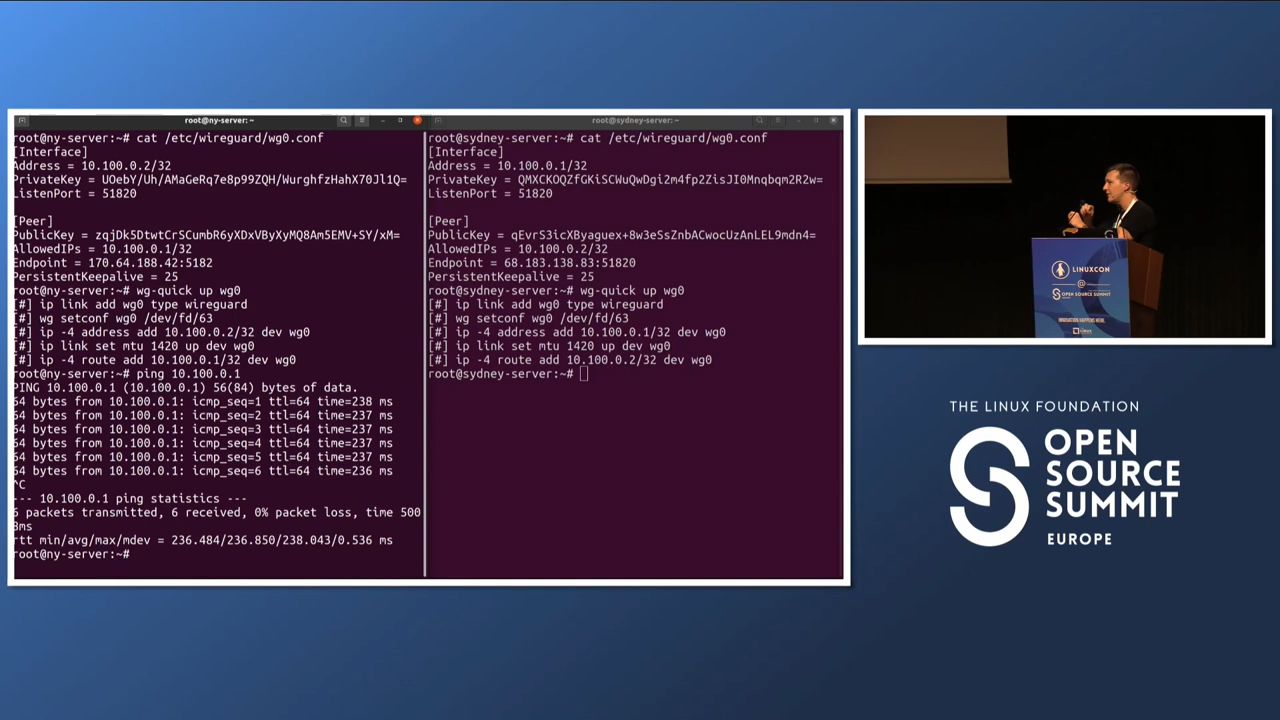 root@ny-server: ~
root@ny-server:~# cat /etc/wireguard/wg0.conf
[Interface]
Address = 10.100.0.2/32
PrivateKey = UOebY/Uh/AMaGeRq7e8p99ZQH/WurghfzHahX70Jl1Q=
ListenPort = 51820
[Peer]
PublicKey = zqjDk5DtwtCrSCumbR6yXDxVByXyMQ8Am5EMV+SY/xM=
AllowedIPs = 10.100.0.1/32
Endpoint = 170.64.188.42:5182
PersistentKeepalive = 25
root@ny-server:~# wg-quick up wg0
[#] ip link add wg0 type wireguard
[#] wg setconf wg0 /dev/fd/63
[#] ip -4 address add 10.100.0.2/32 dev wg0
[#] ip link set mtu 1420 up dev wg0
[#] ip -4 route add 10.100.0.1/32 dev wg0
root@ny-server:~# ping 10.100.0.1
PING 10.100.0.1 (10.100.0.1) 56(84) bytes of data.
64 bytes from 10.100.0.1: icmp_seq=1 ttl=64 time=238 ms
64 bytes from 10.100.0.1: icmp_seq=2 ttl=64 time=237 ms
64 bytes from 10.100.0.1: icmp_seq=3 ttl=64 time=237 ms
64 bytes from 10.100.0.1: icmp_seq=4 ttl=64 time=237 ms
64 bytes from 10.100.0.1: icmp_seq=5 ttl=64 time=237 ms
64 bytes from 10.100.0.1: icmp_seq=6 ttl=64 time=236 ms
^C
--- 10.100.0.1 ping statistics ---
6 packets transmitted, 6 received, 0% packet loss, time 500
3ms
rtt min/avg/max/mdev = 236.484/236.850/238.043/0.536 ms
root@ny-server:~#
root@sydney-server: ~
root@sydney-server:~# cat /etc/wireguard/wg0.conf
[Interface]
Address = 10.100.0.1/32
PrivateKey = QMXCKOQZfGKiSCWuQwDgi2m4fp2ZisJI0Mnqbqm2R2w=
ListenPort = 51820
[Peer]
PublicKey = qEvrS3icXByaguex+8w3eSsZnbACwocUzAnLEL9mdn4=
AllowedIPs = 10.100.0.2/32
Endpoint = 68.183.138.83:51820
PersistentKeepalive = 25
root@sydney-server:~# wg-quick up wg0
[#] ip link add wg0 type wireguard
[#] wg setconf wg0 /dev/fd/63
[#] ip -4 address add 10.100.0.1/32 dev wg0
[#] ip link set mtu 1420 up dev wg0
[#] ip -4 route add 10.100.0.2/32 dev wg0
root@sydney-server:~#
LINUXCON
@
OPEN SOURCE SUMMIT
THE LINUX FOUNDATION
OPEN
SOURCE
SUMMIT
EUROPE